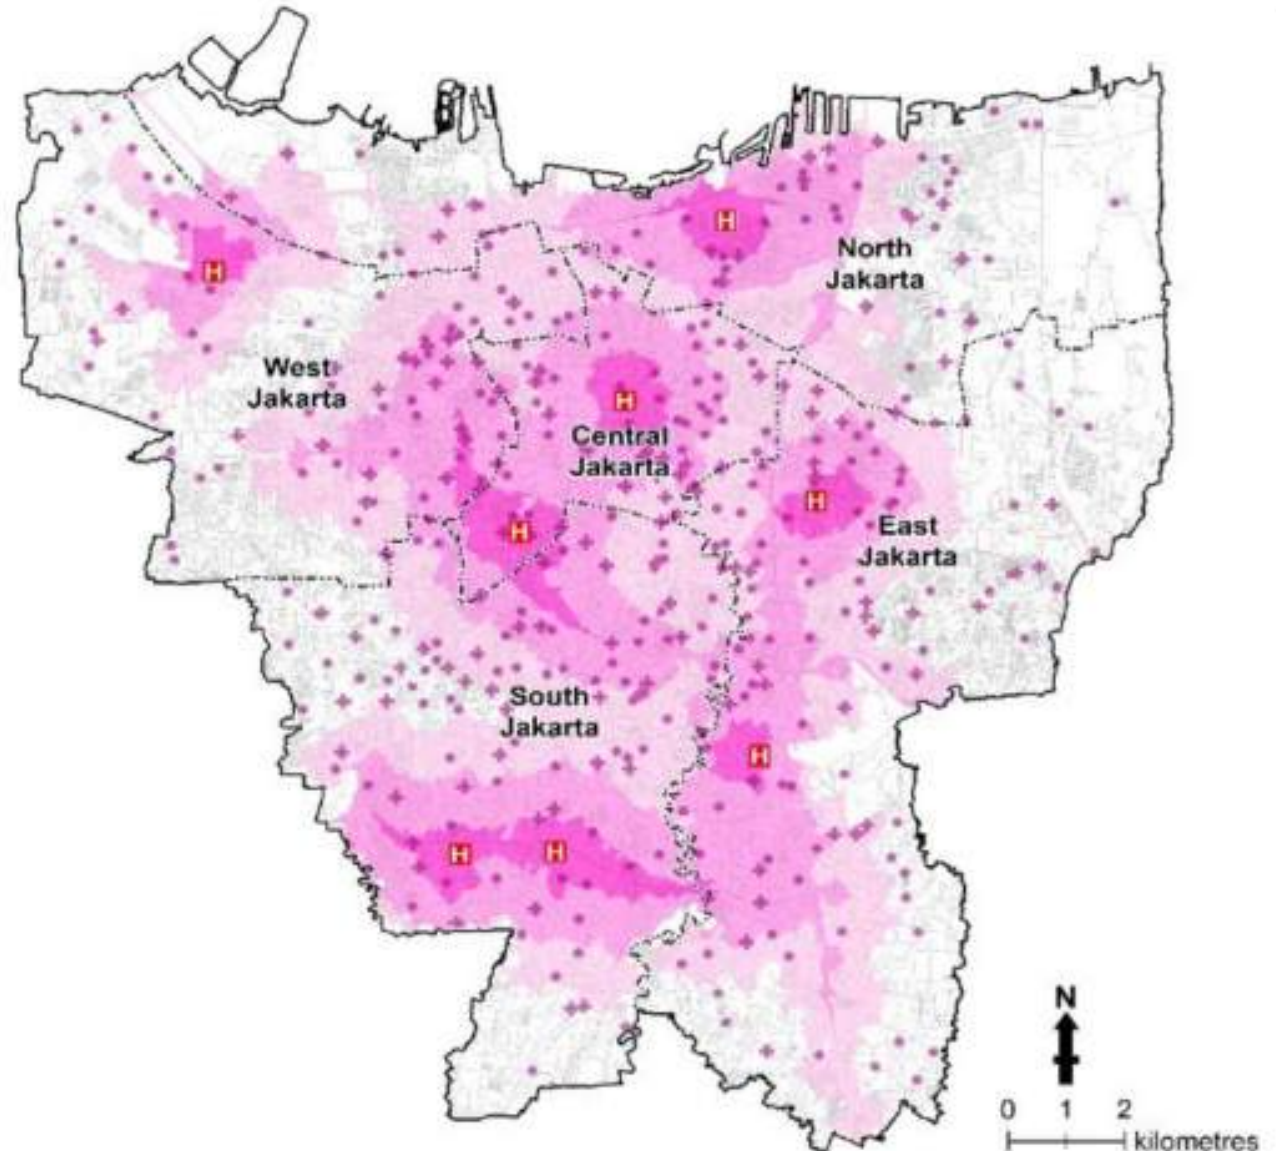 H
North
Jakarta
H
West
Jakarta
H
Central
Jakarta
H
East
Jakarta
H
South
Jakarta
H
H
H
N
0 1 2
kilometres